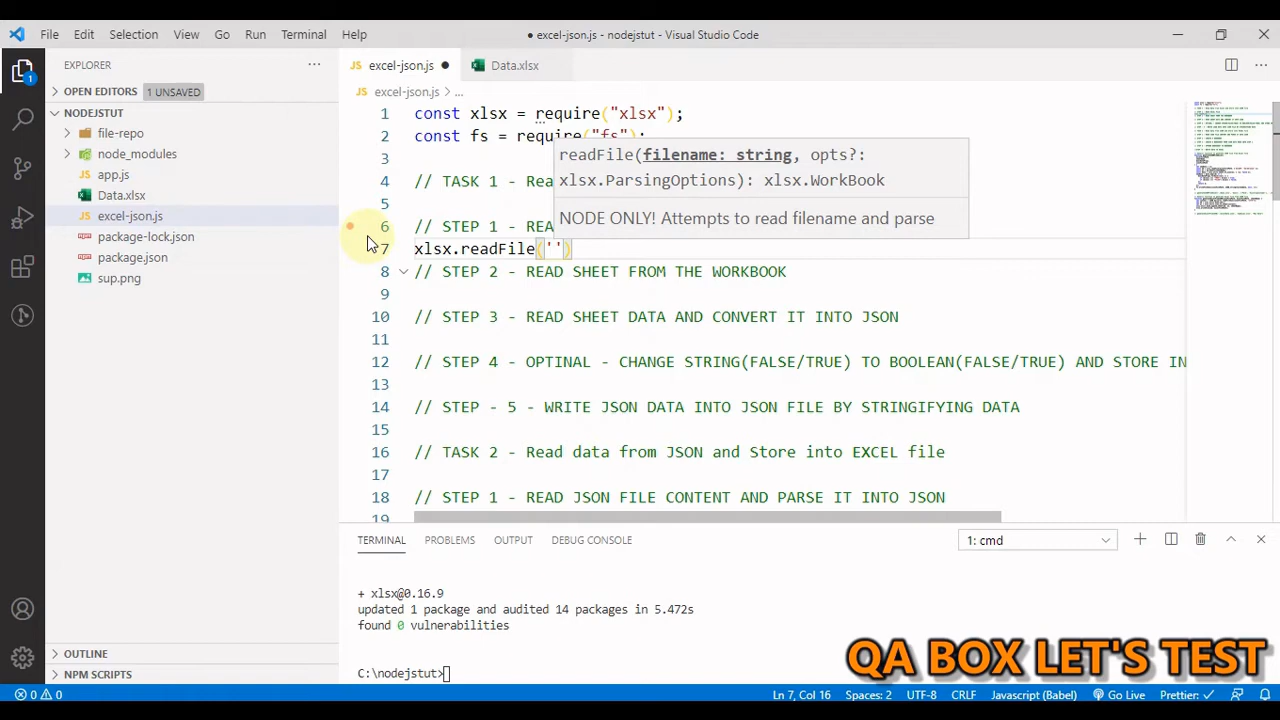 File Edit Selection View Go Run Terminal Help
● excel-json.js - nodejstut - Visual Studio Code
EXPLORER ···
OPEN EDITORS 1 UNSAVED
NODEJSTUT
file-repo
node_modules
JS app.js
Data.xlsx
JS excel-json.js
package-lock.json
package.json
sup.png
OUTLINE
NPM SCRIPTS
1
JS excel-json.js ●
Data.xlsx
···
JS excel-json.js > ...
1 const xlsx = require("xlsx");
2 const fs = require("fs");
3
4 // TASK 1 - Rea
5
6 // STEP 1 - REA
7 xlsx.readFile('')
8 // STEP 2 - READ SHEET FROM THE WORKBOOK
9
10 // STEP 3 - READ SHEET DATA AND CONVERT IT INTO JSON
11
12 // STEP 4 - OPTINAL - CHANGE STRING(FALSE/TRUE) TO BOOLEAN(FALSE/TRUE) AND STORE IN
13
14 // STEP - 5 - WRITE JSON DATA INTO JSON FILE BY STRINGIFYING DATA
15
16 // TASK 2 - Read data from JSON and Store into EXCEL file
17
18 // STEP 1 - READ JSON FILE CONTENT AND PARSE IT INTO JSON
19
readFile(filename: string, opts?:
xlsx.ParsingOptions): xlsx.WorkBook
NODE ONLY! Attempts to read filename and parse
TERMINAL PROBLEMS OUTPUT DEBUG CONSOLE
1: cmd
+ xlsx@0.16.9
updated 1 package and audited 14 packages in 5.472s
found 0 vulnerabilities
C:\nodejstut>
QA BOX LET'S TEST
0 0
Ln 7, Col 16 Spaces: 2 UTF-8 CRLF Javascript (Babel) Go Live Prettier: ✓